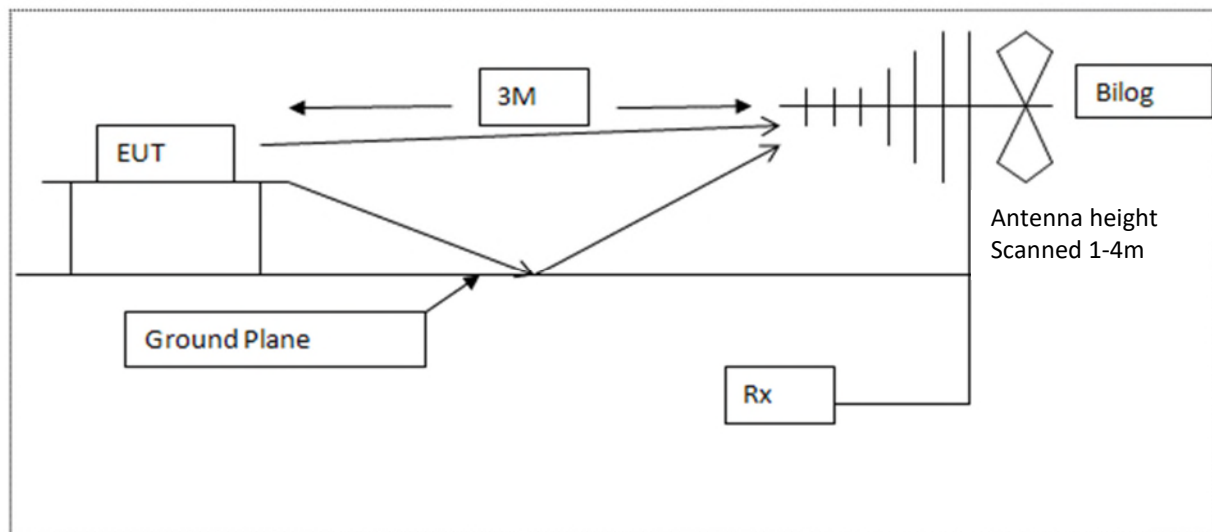 3M
Bilog
EUT
Antenna height
Scanned 1-4m
Ground Plane
Rx